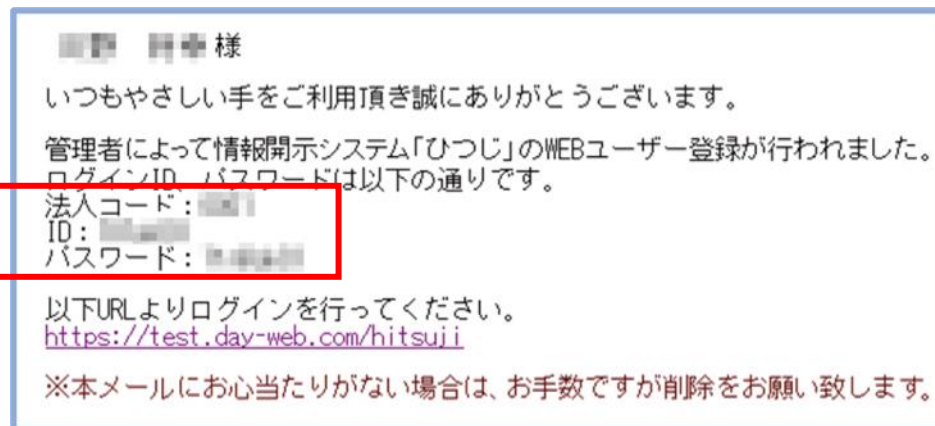 様
いつもやさしい手をご利用頂き誠にありがとうございます。
管理者によって情報開示システム「ひつじ」のWEBユーザー登録が行われました。
ログインID、パスワードは以下の通りです。
法人コード:
ID:
パスワード:
以下URLよりログインを行ってください。
https://test.day-web.com/hitsuji
※本メールにお心当たりがない場合は、お手数ですが削除をお願い致します。